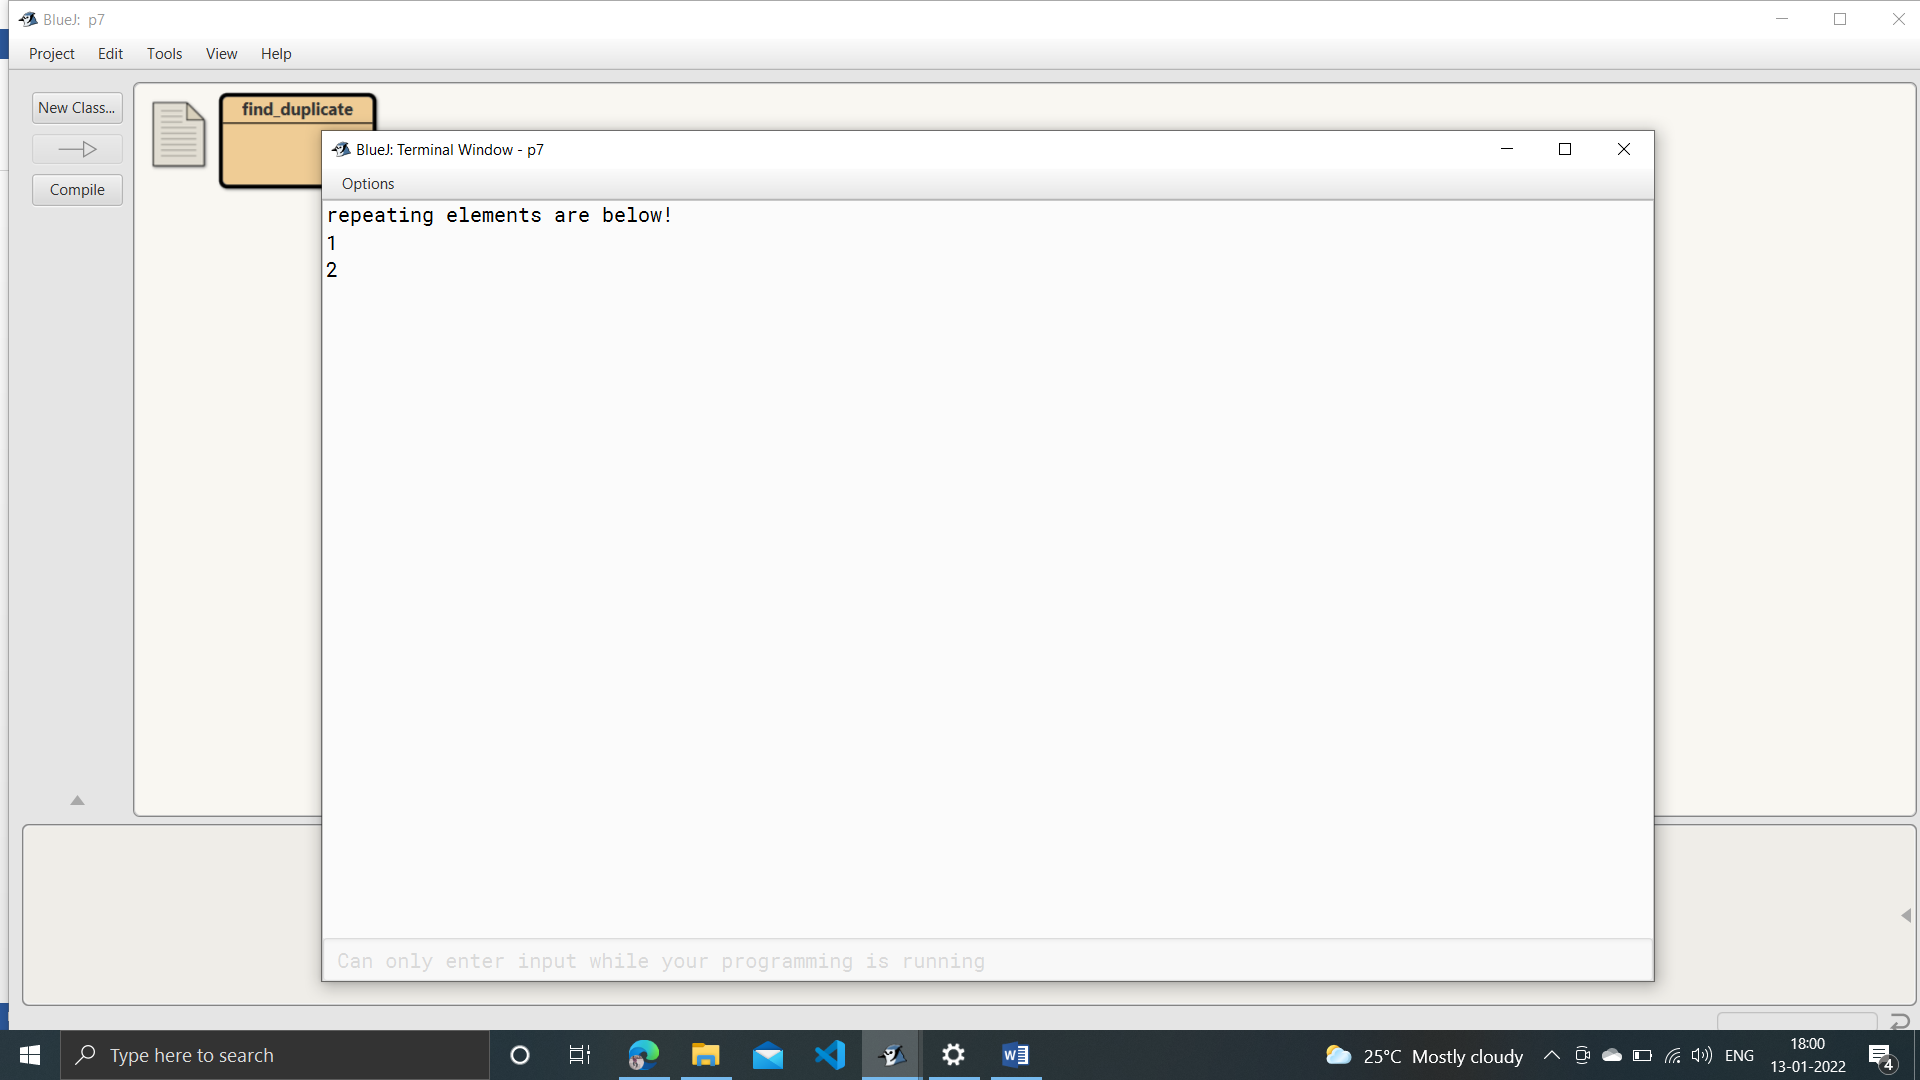 BlueJ: p7
Project Edit Tools View Help
New Class...
Compile
find_duplicate
BlueJ: Terminal Window - p7
Options
repeating elements are below!
1
2
Can only enter input while your programming is running
Type here to search
25°C Mostly cloudy
ENG
18:00
13-01-2022
4